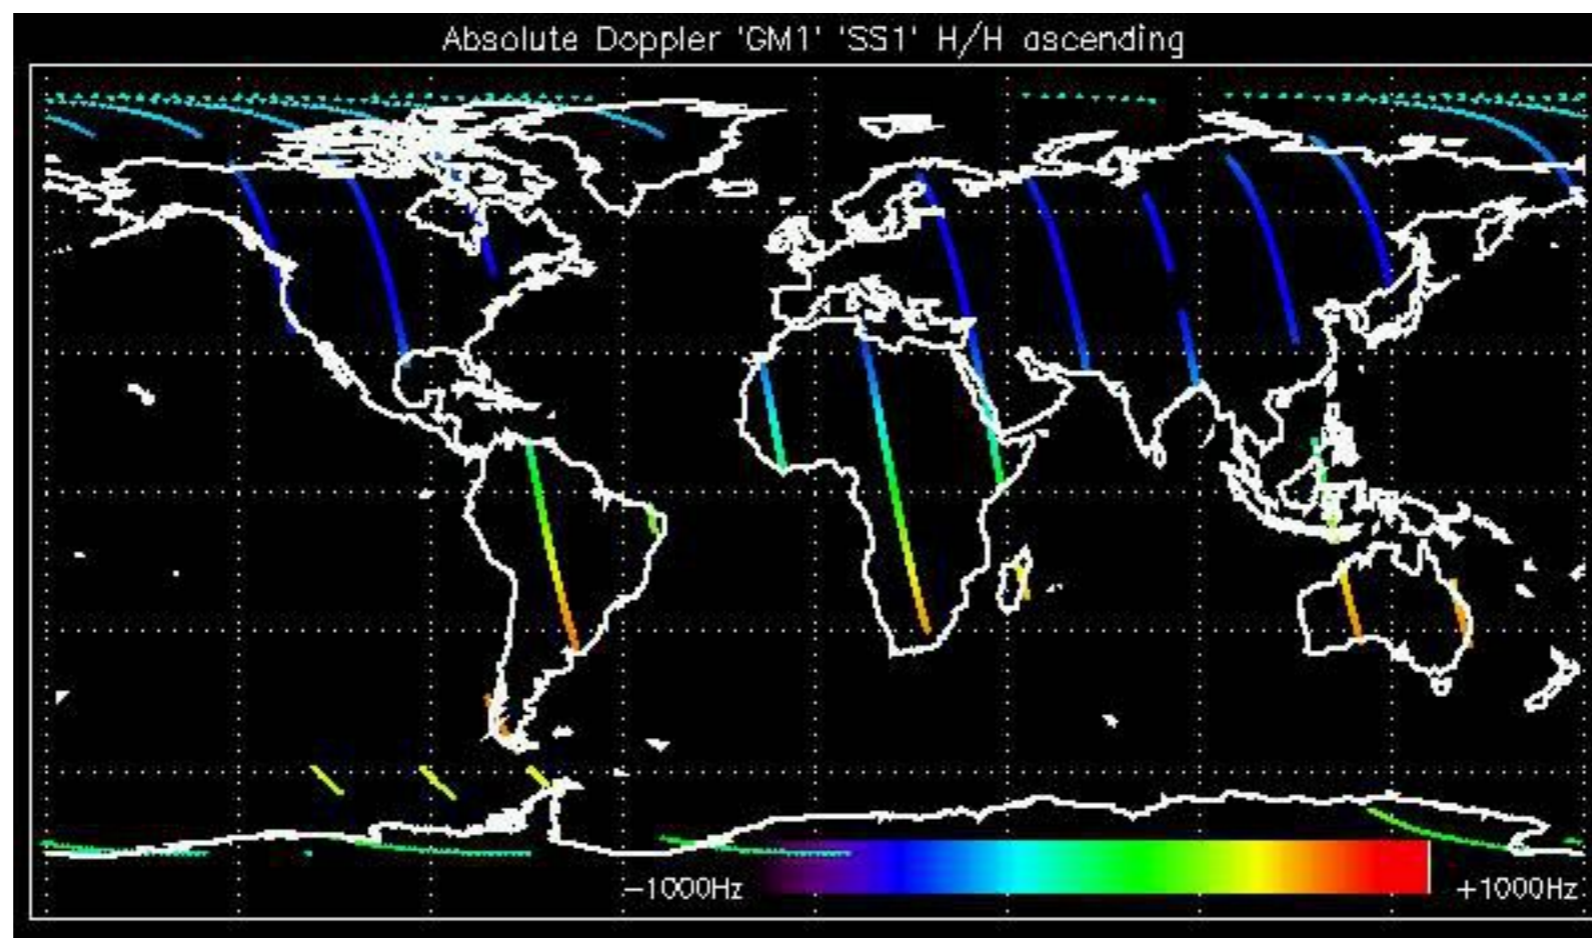 Absolute Doppler 'GM1' 'SS1' H/H ascending
−1000Hz
+1000Hz